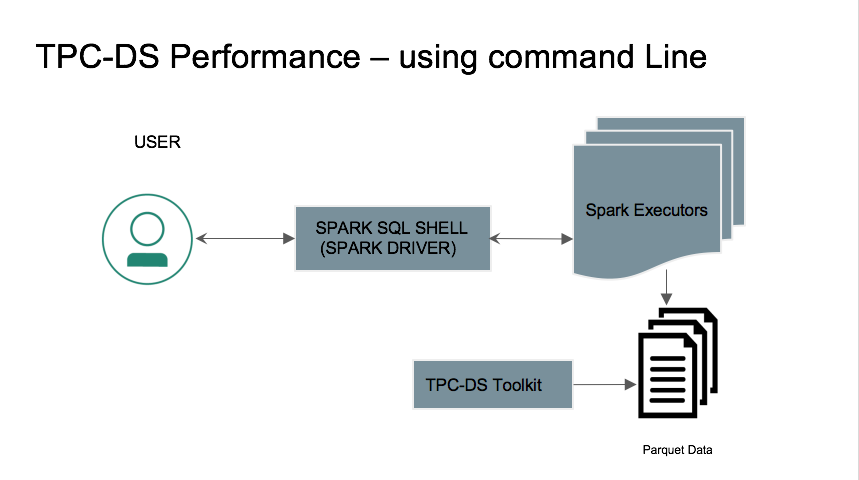 TPC-DS Performance – using command Line
USER
SPARK SQL SHELL
(SPARK DRIVER)
Spark Executors
TPC-DS Toolkit
Parquet Data